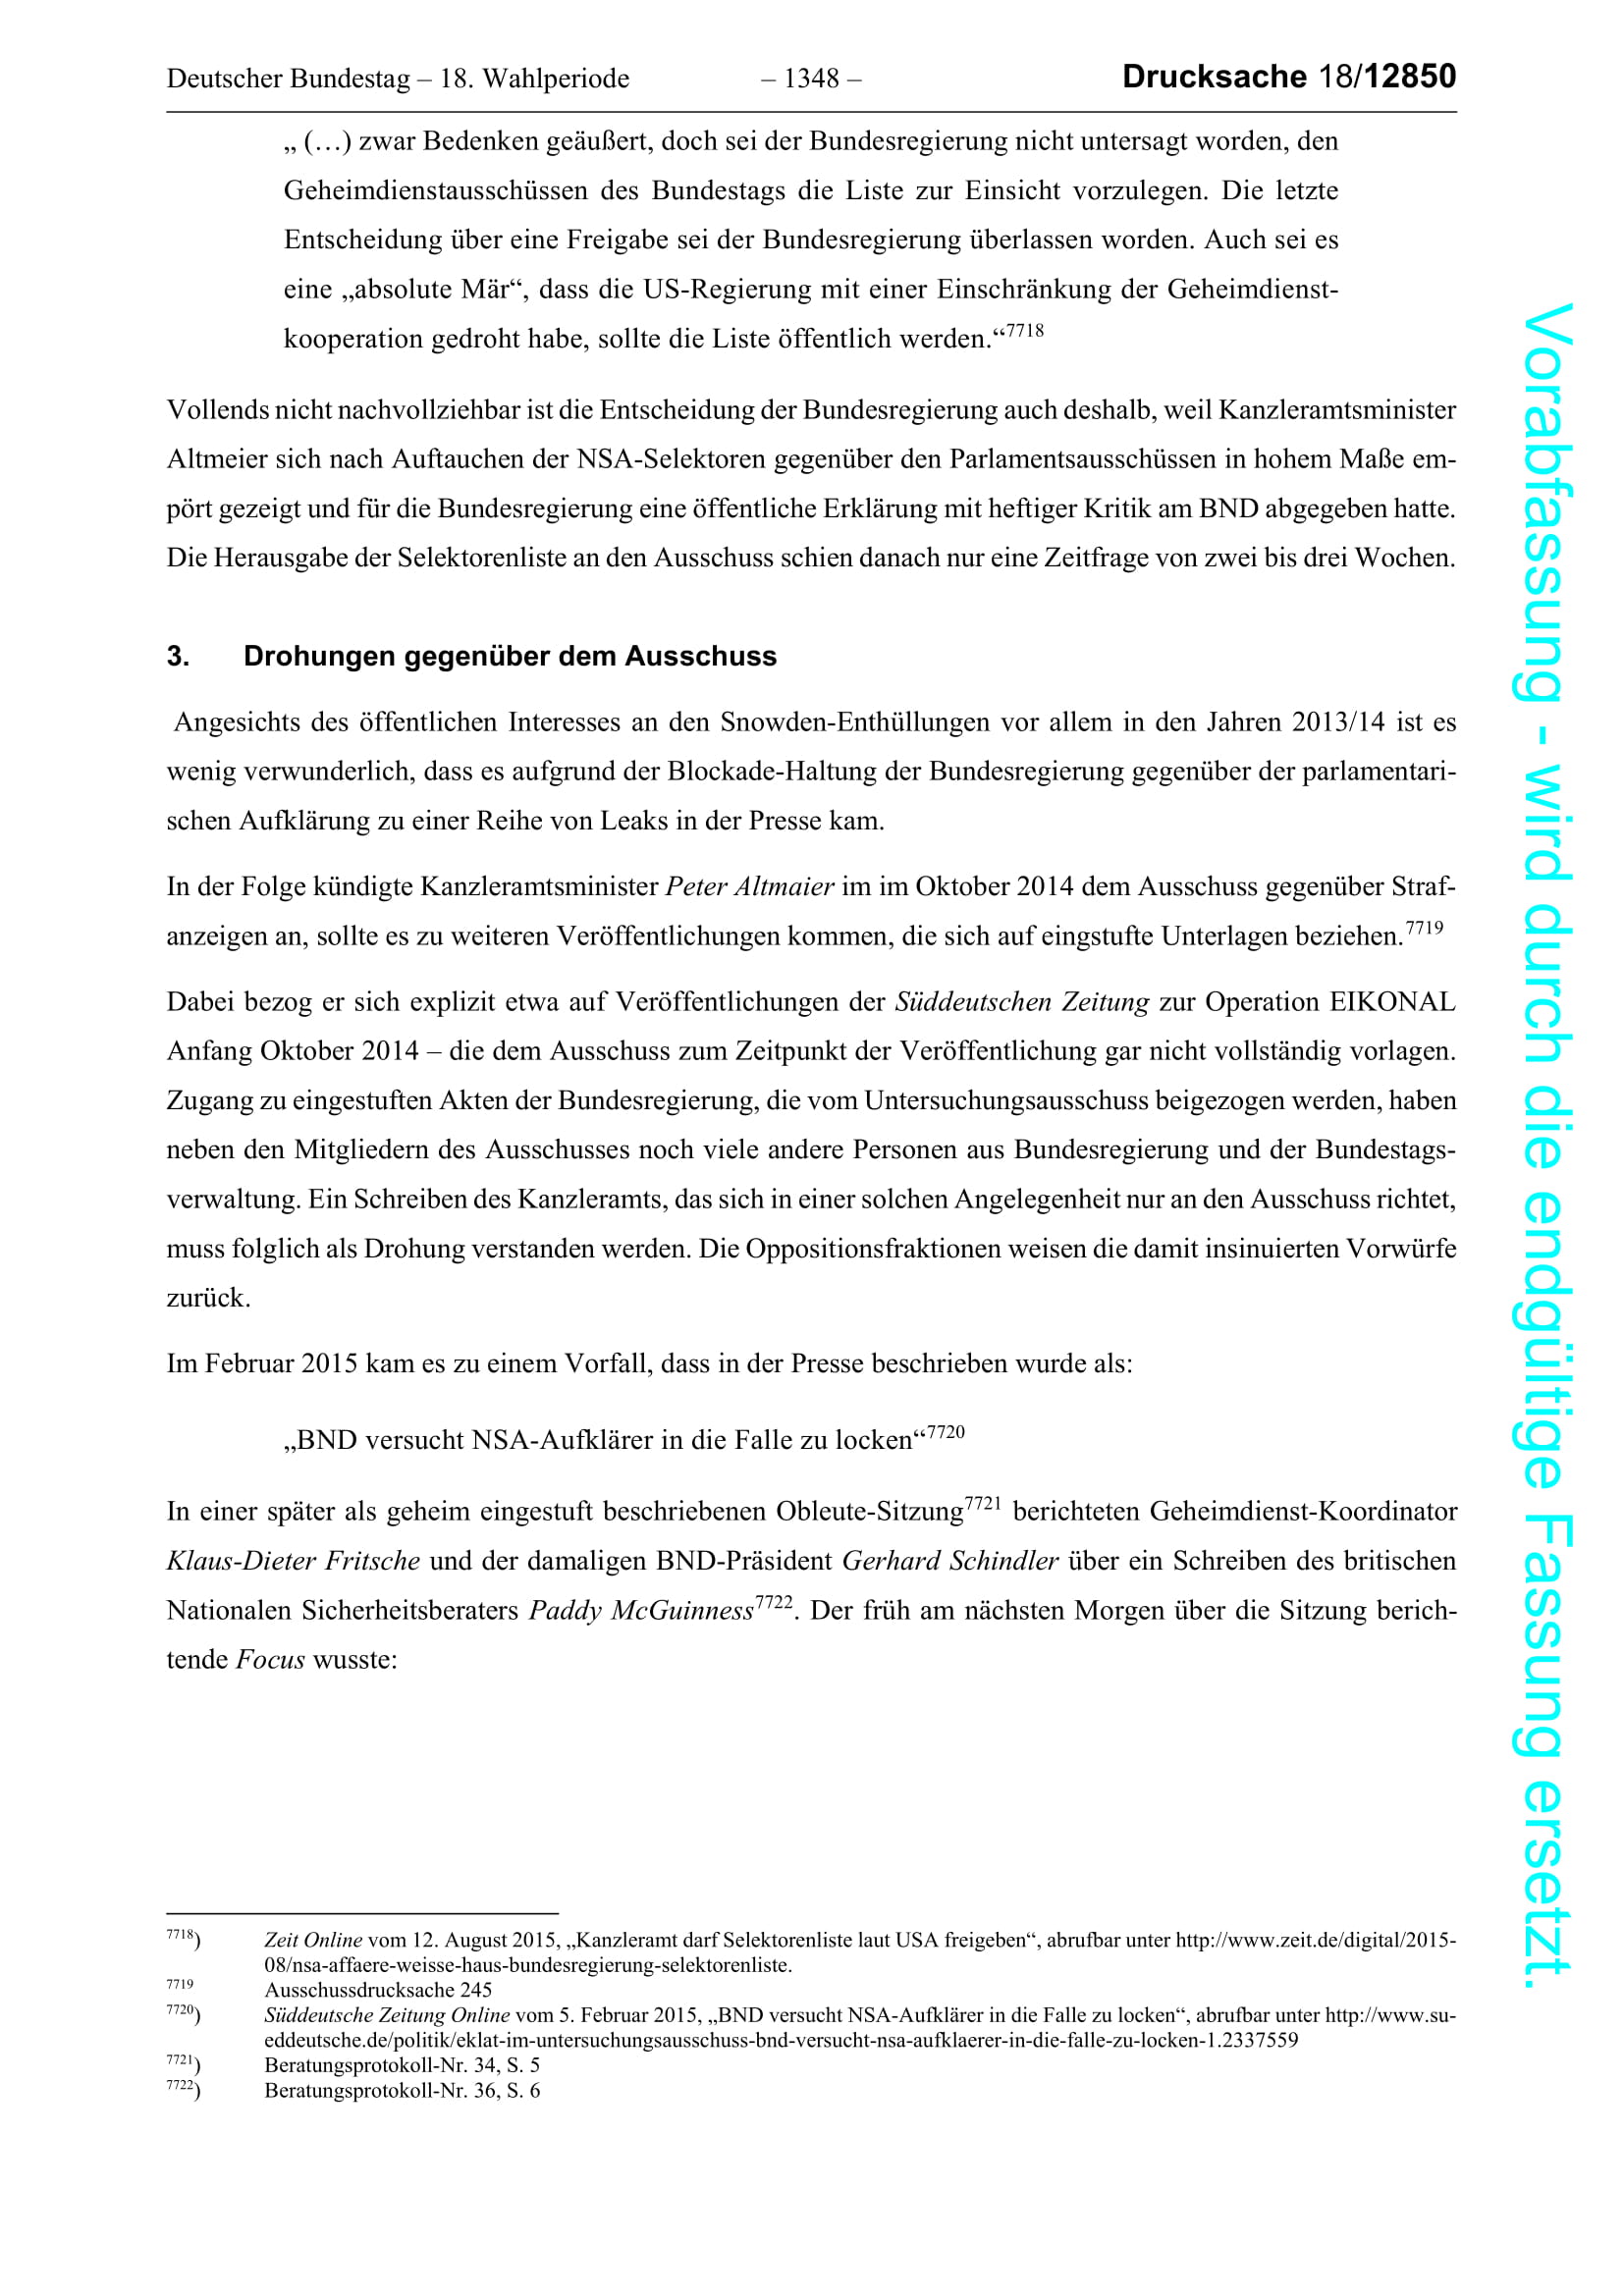 Deutscher Bundestag – 18. Wahlperiode – 1348 – Drucksache 18/12850
„ (…) zwar Bedenken geäußert, doch sei der Bundesregierung nicht untersagt worden, den
Geheimdienstausschüssen des Bundestags die Liste zur Einsicht vorzulegen. Die letzte
Entscheidung über eine Freigabe sei der Bundesregierung überlassen worden. Auch sei es
eine „absolute Mär“, dass die US-Regierung mit einer Einschränkung der Geheimdienst-
kooperation gedroht habe, sollte die Liste öffentlich werden.“7718
Vollends nicht nachvollziehbar ist die Entscheidung der Bundesregierung auch deshalb, weil Kanzleramtsminister
Altmeier sich nach Auftauchen der NSA-Selektoren gegenüber den Parlamentsausschüssen in hohem Maße em-
pört gezeigt und für die Bundesregierung eine öffentliche Erklärung mit heftiger Kritik am BND abgegeben hatte.
Die Herausgabe der Selektorenliste an den Ausschuss schien danach nur eine Zeitfrage von zwei bis drei Wochen.
3. Drohungen gegenüber dem Ausschuss
Angesichts des öffentlichen Interesses an den Snowden-Enthüllungen vor allem in den Jahren 2013/14 ist es
wenig verwunderlich, dass es aufgrund der Blockade-Haltung der Bundesregierung gegenüber der parlamentari-
schen Aufklärung zu einer Reihe von Leaks in der Presse kam.
In der Folge kündigte Kanzleramtsminister Peter Altmaier im im Oktober 2014 dem Ausschuss gegenüber Straf-
anzeigen an, sollte es zu weiteren Veröffentlichungen kommen, die sich auf eingstufte Unterlagen beziehen.7719
Dabei bezog er sich explizit etwa auf Veröffentlichungen der Süddeutschen Zeitung zur Operation EIKONAL
Anfang Oktober 2014 – die dem Ausschuss zum Zeitpunkt der Veröffentlichung gar nicht vollständig vorlagen.
Zugang zu eingestuften Akten der Bundesregierung, die vom Untersuchungsausschuss beigezogen werden, haben
neben den Mitgliedern des Ausschusses noch viele andere Personen aus Bundesregierung und der Bundestags-
verwaltung. Ein Schreiben des Kanzleramts, das sich in einer solchen Angelegenheit nur an den Ausschuss richtet,
muss folglich als Drohung verstanden werden. Die Oppositionsfraktionen weisen die damit insinuierten Vorwürfe
zurück.
Im Februar 2015 kam es zu einem Vorfall, dass in der Presse beschrieben wurde als:
„BND versucht NSA-Aufklärer in die Falle zu locken“7720
In einer später als geheim eingestuft beschriebenen Obleute-Sitzung7721 berichteten Geheimdienst-Koordinator
Klaus-Dieter Fritsche und der damaligen BND-Präsident Gerhard Schindler über ein Schreiben des britischen
Nationalen Sicherheitsberaters Paddy McGuinness7722. Der früh am nächsten Morgen über die Sitzung berich-
tende Focus wusste:
7718) Zeit Online vom 12. August 2015, „Kanzleramt darf Selektorenliste laut USA freigeben“, abrufbar unter http://www.zeit.de/digital/2015-
08/nsa-affaere-weisse-haus-bundesregierung-selektorenliste.
7719 Ausschussdrucksache 245
7720) Süddeutsche Zeitung Online vom 5. Februar 2015, „BND versucht NSA-Aufklärer in die Falle zu locken“, abrufbar unter http://www.su-
eddeutsche.de/politik/eklat-im-untersuchungsausschuss-bnd-versucht-nsa-aufklaerer-in-die-falle-zu-locken-1.2337559
7721) Beratungsprotokoll-Nr. 34, S. 5
7722) Beratungsprotokoll-Nr. 36, S. 6
Vorabfassung - wird durch die endgültige Fassung ersetzt.